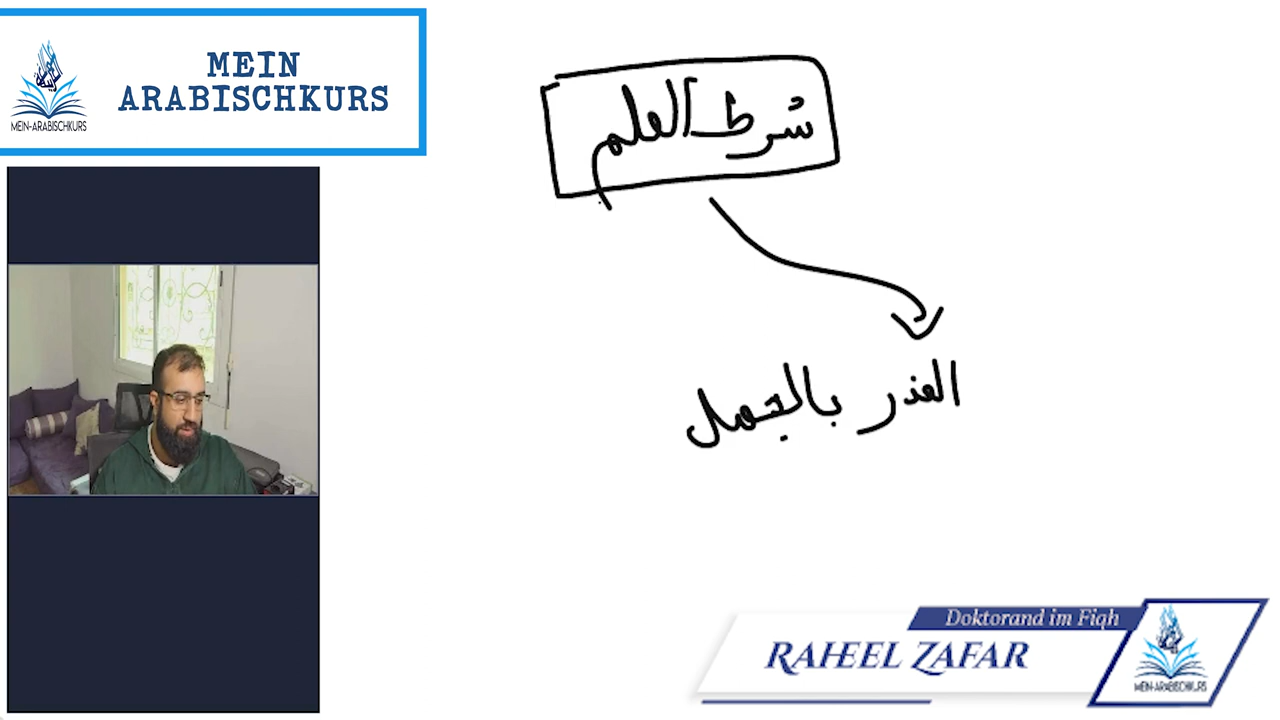 MEIN
ARABISCHKURS
MEIN-ARABISCHKURS
شرط العلم
العذر بالجهل
Doktorand im Fiqh
RAHEEL ZAFAR
MEIN-ARABISCHKURS